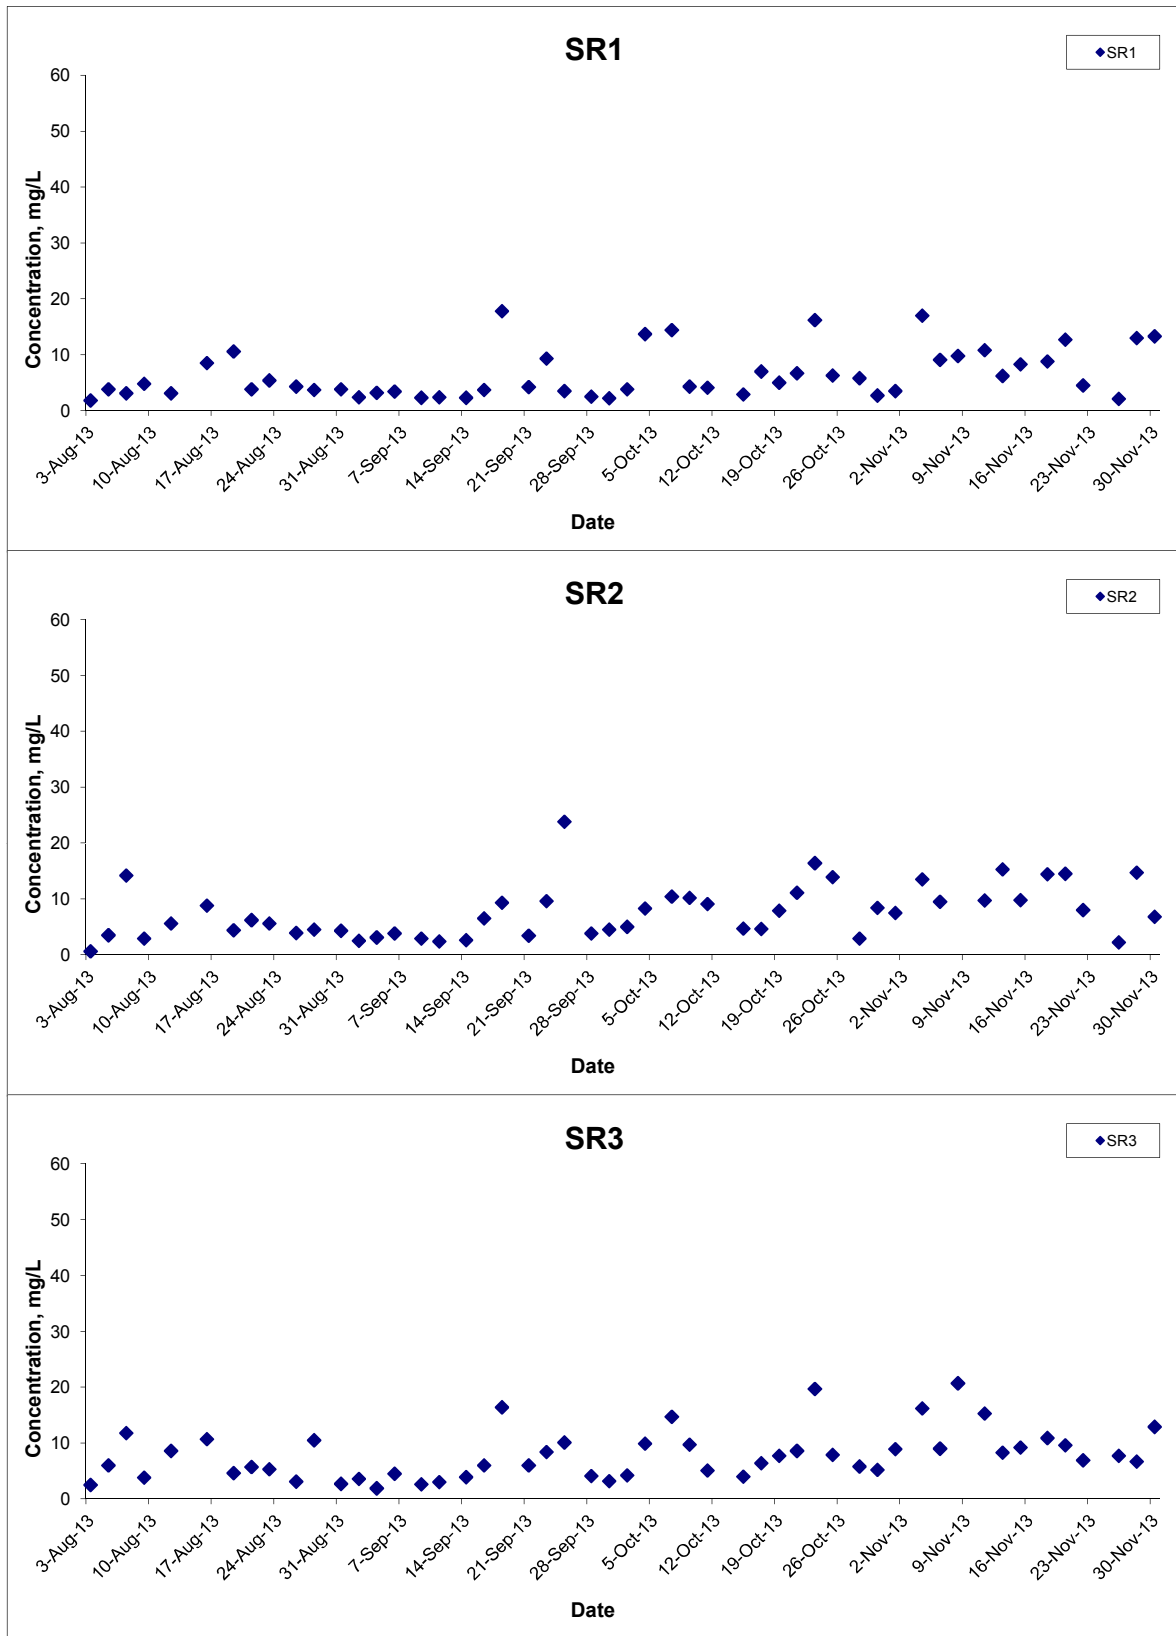 SR1
SR1
60
50
40
30
20
10
0
Concentration, mg/L
3-Aug-13
10-Aug-13
17-Aug-13
24-Aug-13
31-Aug-13
7-Sep-13
14-Sep-13
21-Sep-13
28-Sep-13
5-Oct-13
12-Oct-13
19-Oct-13
26-Oct-13
2-Nov-13
9-Nov-13
16-Nov-13
23-Nov-13
30-Nov-13
Date
SR2
SR2
60
50
40
30
20
10
0
Concentration, mg/L
3-Aug-13
10-Aug-13
17-Aug-13
24-Aug-13
31-Aug-13
7-Sep-13
14-Sep-13
21-Sep-13
28-Sep-13
5-Oct-13
12-Oct-13
19-Oct-13
26-Oct-13
2-Nov-13
9-Nov-13
16-Nov-13
23-Nov-13
30-Nov-13
Date
SR3
SR3
60
50
40
30
20
10
0
Concentration, mg/L
3-Aug-13
10-Aug-13
17-Aug-13
24-Aug-13
31-Aug-13
7-Sep-13
14-Sep-13
21-Sep-13
28-Sep-13
5-Oct-13
12-Oct-13
19-Oct-13
26-Oct-13
2-Nov-13
9-Nov-13
16-Nov-13
23-Nov-13
30-Nov-13
Date